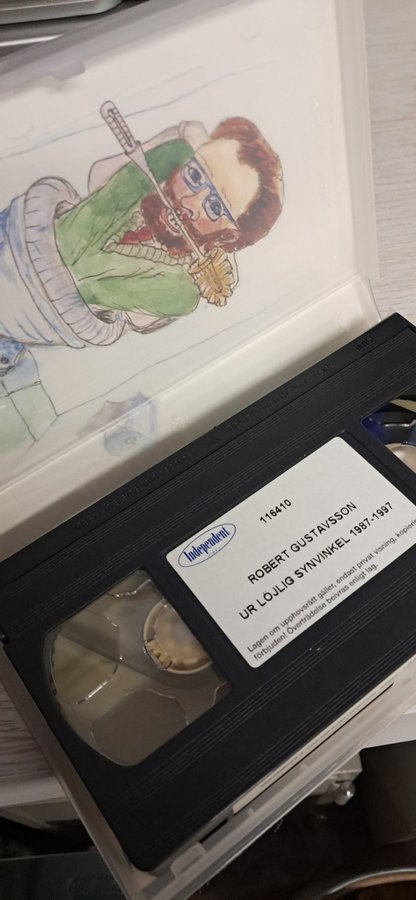 Independent
116410
ROBERT GUSTAVSSON
UR LÖJLIG SYNVINKEL 1987-1997
Lagen om upphovsrätt gäller, endast privat visning, kopiering
förbjuden! Överträdelse beivras enligt lag.
VHS